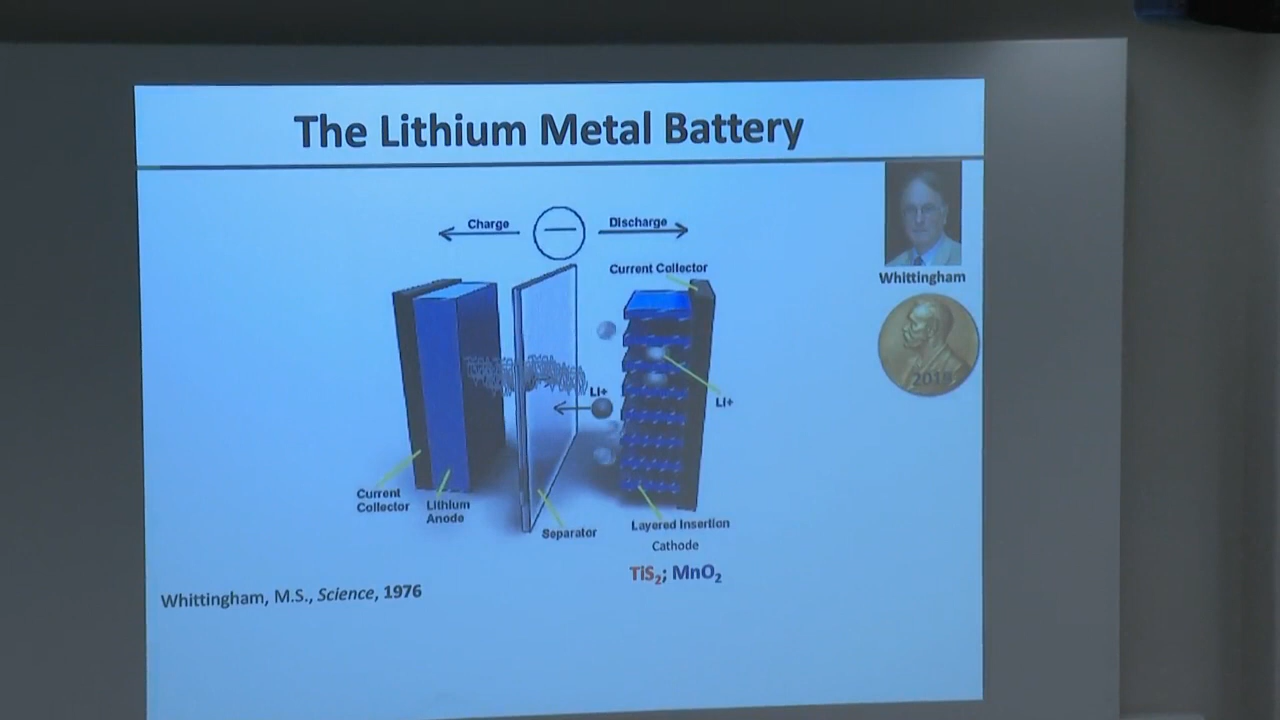 The Lithium Metal Battery
Charge
Discharge
Current Collector
Whittingham
Li+
Li+
Current
Collector
Lithium
Anode
Separator
Layered Insertion
Cathode
TiS₂; MnO₂
Whittingham, M.S., Science, 1976